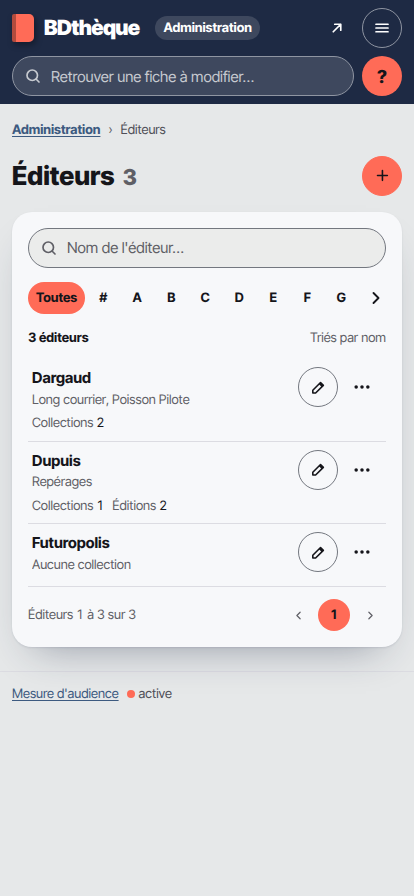 BDthèque Administration
Retrouver une fiche à modifier... ?
Administration › Éditeurs
Éditeurs 3
Nom de l'éditeur...
Toutes # A B C D E F G
3 éditeurs Triés par nom
Dargaud
Long courrier, Poisson Pilote
Collections 2
Dupuis
Repérages
Collections 1 Éditions 2
Futuropolis
Aucune collection
Éditeurs 1 à 3 sur 3 ‹ 1 ›
Mesure d'audience active